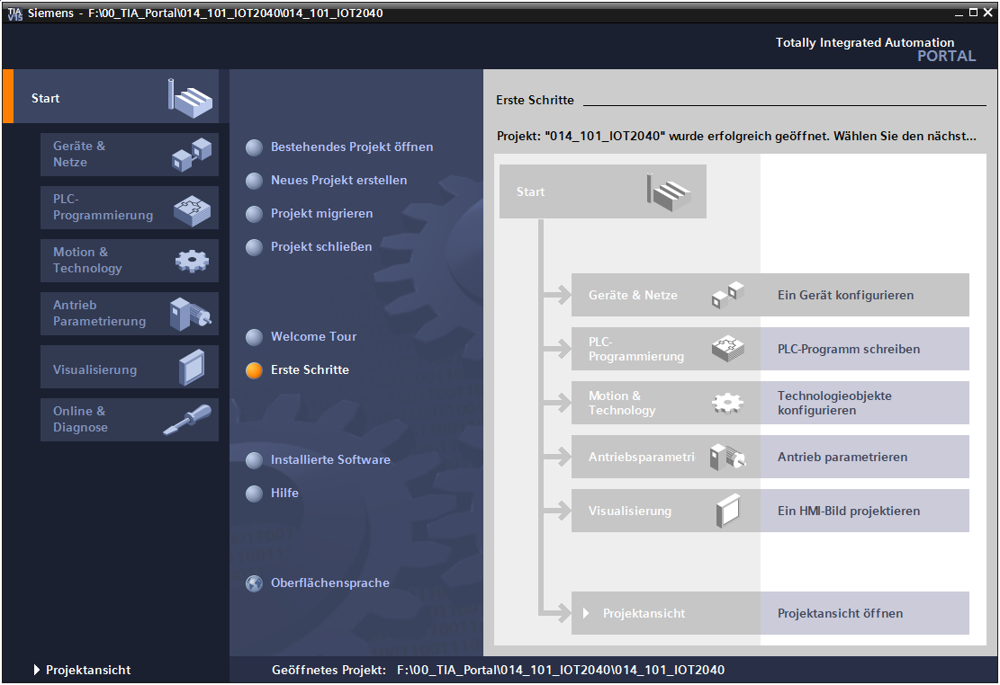 TIA
V15
Siemens - F:\00_TIA_Portal\014_101_IOT2040\014_101_IOT2040
Totally Integrated Automation
PORTAL
Start
Geräte &
Netze
PLC-
Programmierung
Motion &
Technology
Antrieb
Parametrierung
Visualisierung
Online &
Diagnose
Bestehendes Projekt öffnen
Neues Projekt erstellen
Projekt migrieren
Projekt schließen
Welcome Tour
Erste Schritte
Installierte Software
Hilfe
Oberflächensprache
Erste Schritte
Projekt: "014_101_IOT2040" wurde erfolgreich geöffnet. Wählen Sie den nächst...
Start
Geräte & Netze
Ein Gerät konfigurieren
PLC-
Programmierung
PLC-Programm schreiben
Motion &
Technology
Technologieobjekte
konfigurieren
Antriebsparametri
Antrieb parametrieren
Visualisierung
Ein HMI-Bild projektieren
Projektansicht
Projektansicht öffnen
Projektansicht
Geöffnetes Projekt: F:\00_TIA_Portal\014_101_IOT2040\014_101_IOT2040